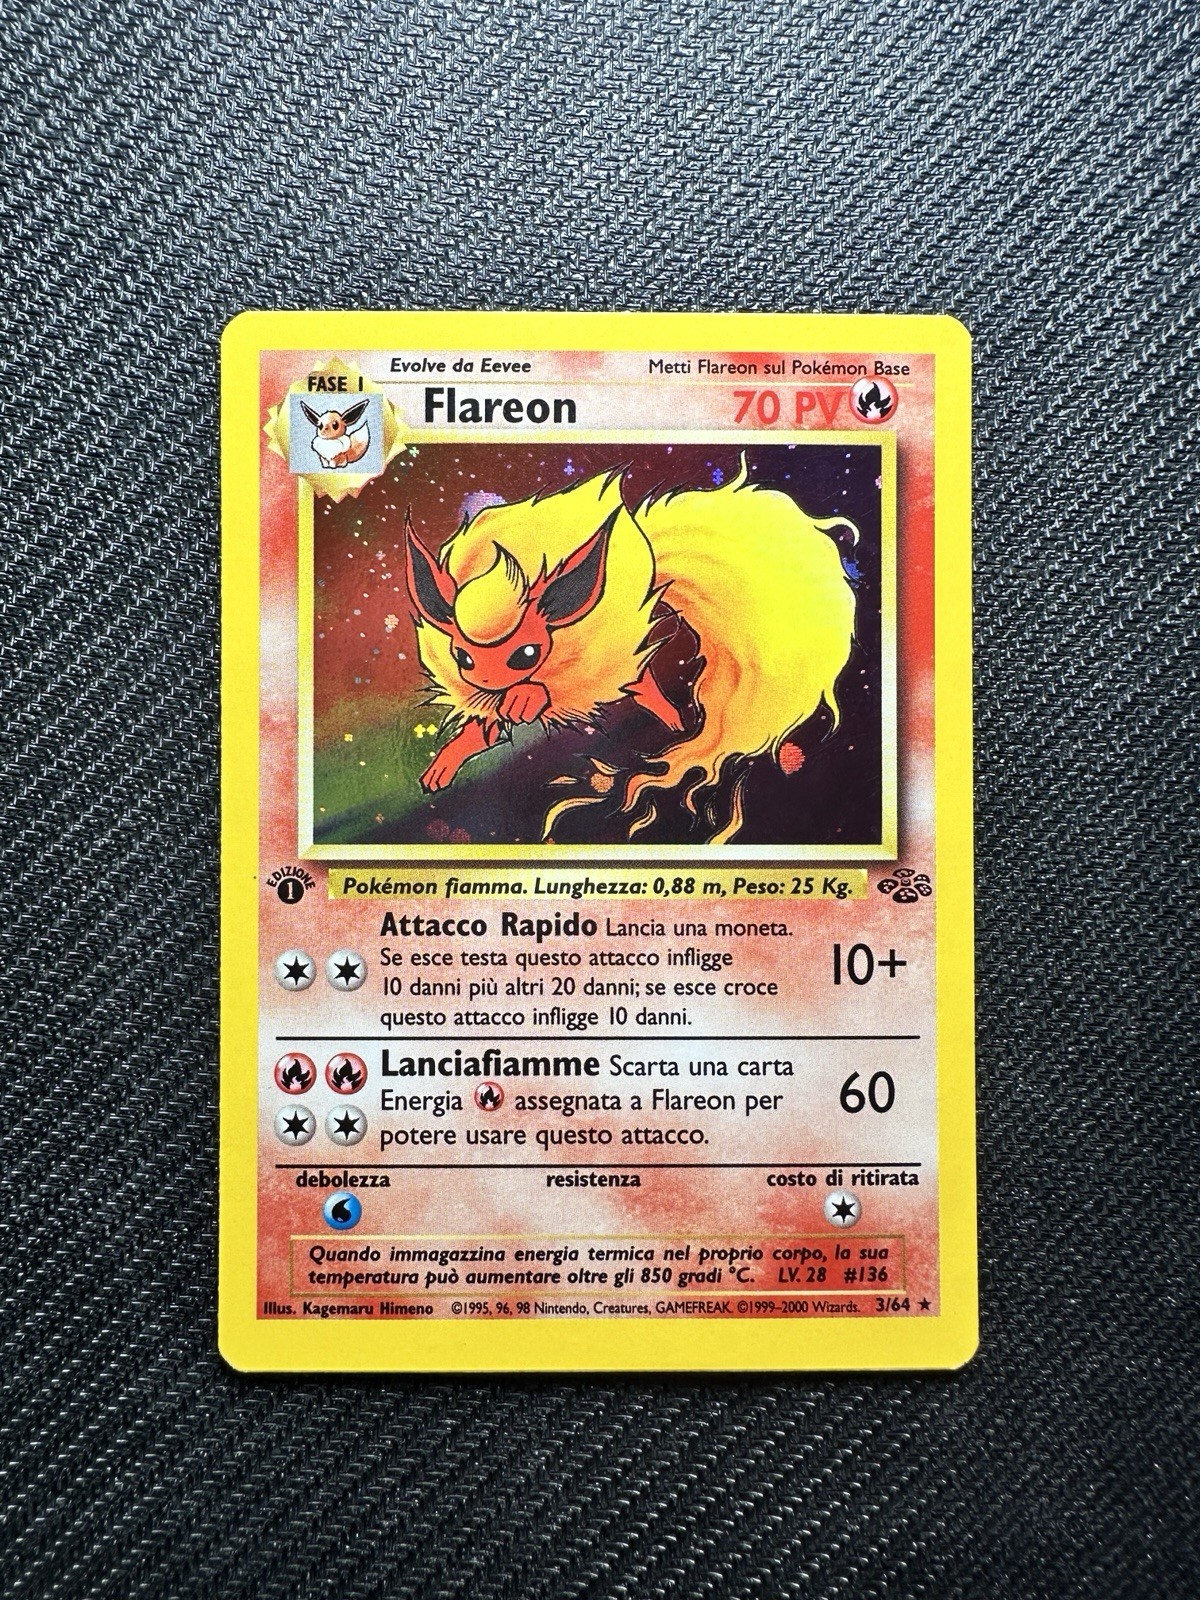 Evolve da Eevee
Metti Flareon sul Pokémon Base
FASE 1
Flareon
70 PV
EDIZIONE
1
Pokémon fiamma. Lunghezza: 0,88 m, Peso: 25 Kg.
Attacco Rapido Lancia una moneta.
Se esce testa questo attacco infligge
10 danni più altri 20 danni; se esce croce
questo attacco infligge 10 danni.
10+
Lanciafiamme Scarta una carta
Energia assegnata a Flareon per
potere usare questo attacco.
60
debolezza
resistenza
costo di ritirata
Quando immagazzina energia termica nel proprio corpo, la sua
temperatura può aumentare oltre gli 850 gradi °C. LV. 28 #136
Illus. Kagemaru Himeno ©1995, 96, 98 Nintendo, Creatures, GAMEFREAK. ©1999–2000 Wizards. 3/64 ★